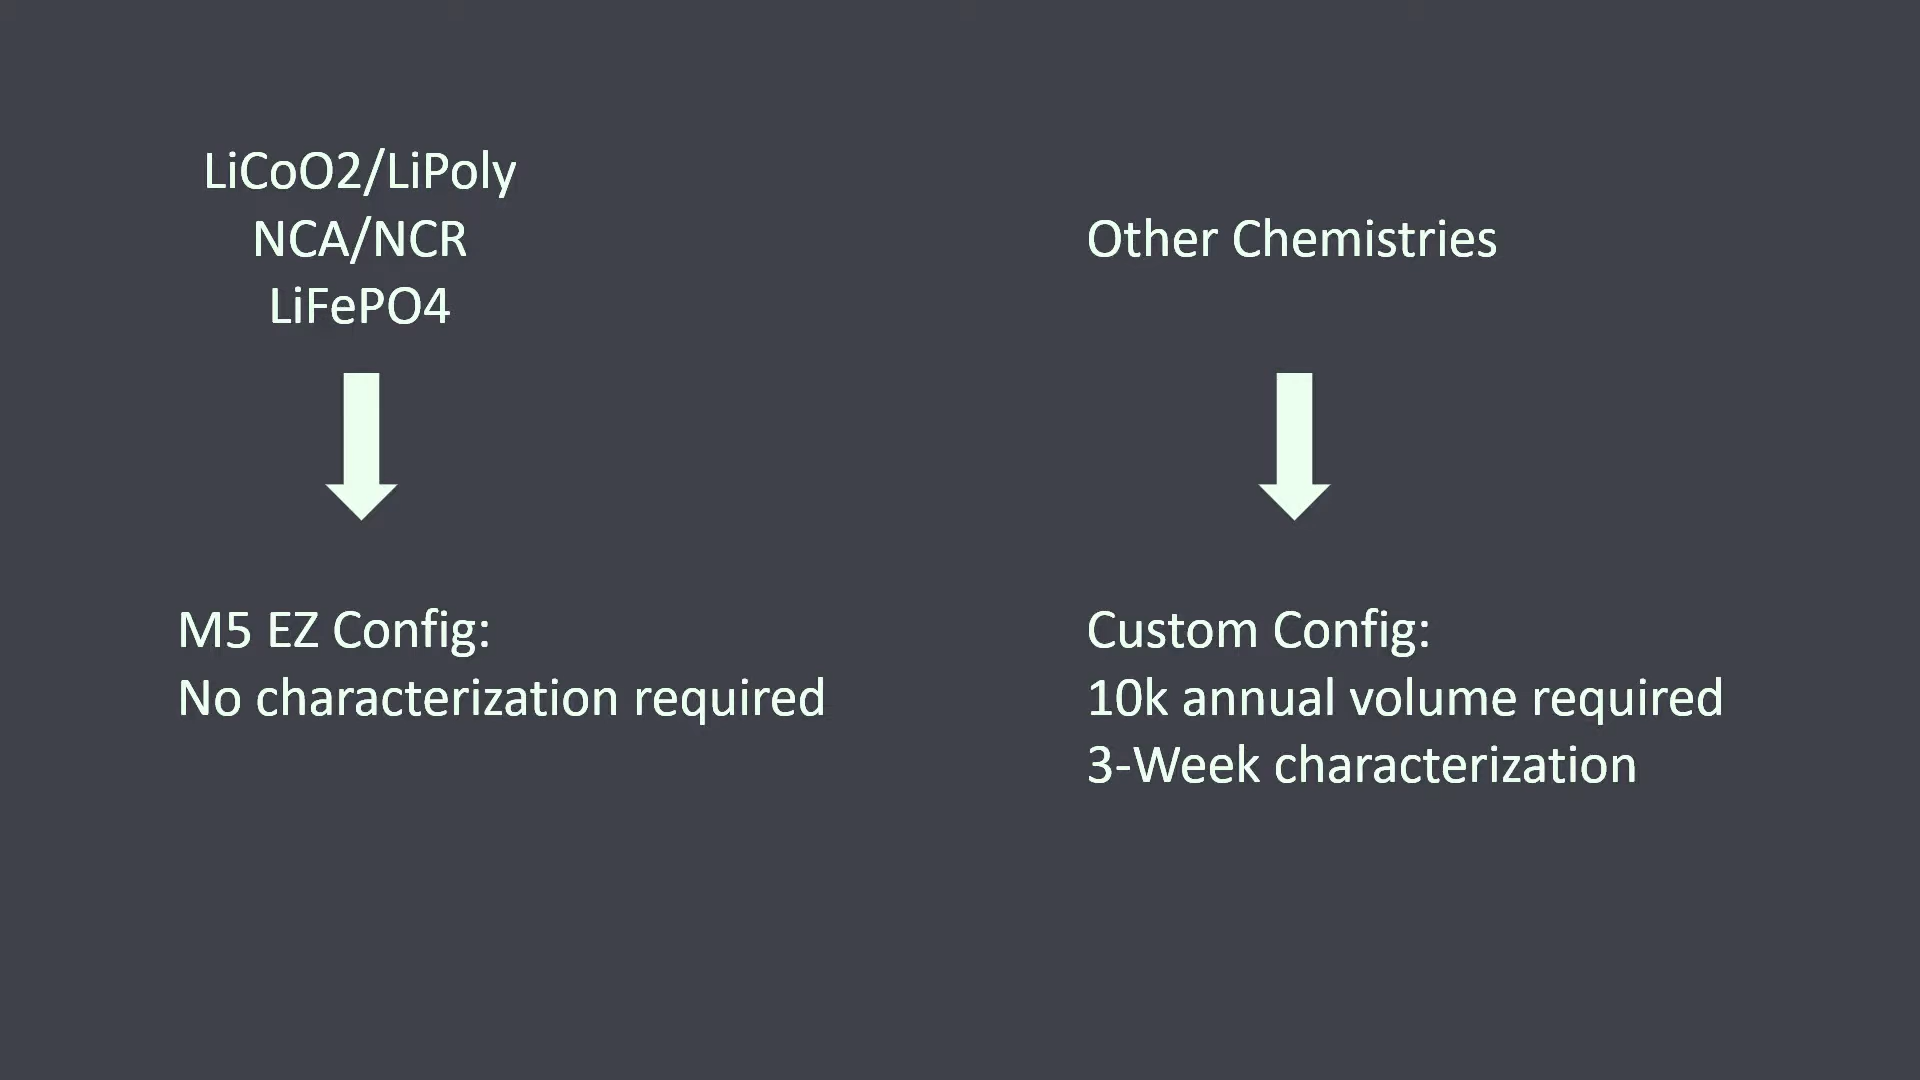 LiCoO2/LiPoly
NCA/NCR
LiFePO4
M5 EZ Config:
No characterization required
Other Chemistries
Custom Config:
10k annual volume required
3-Week characterization